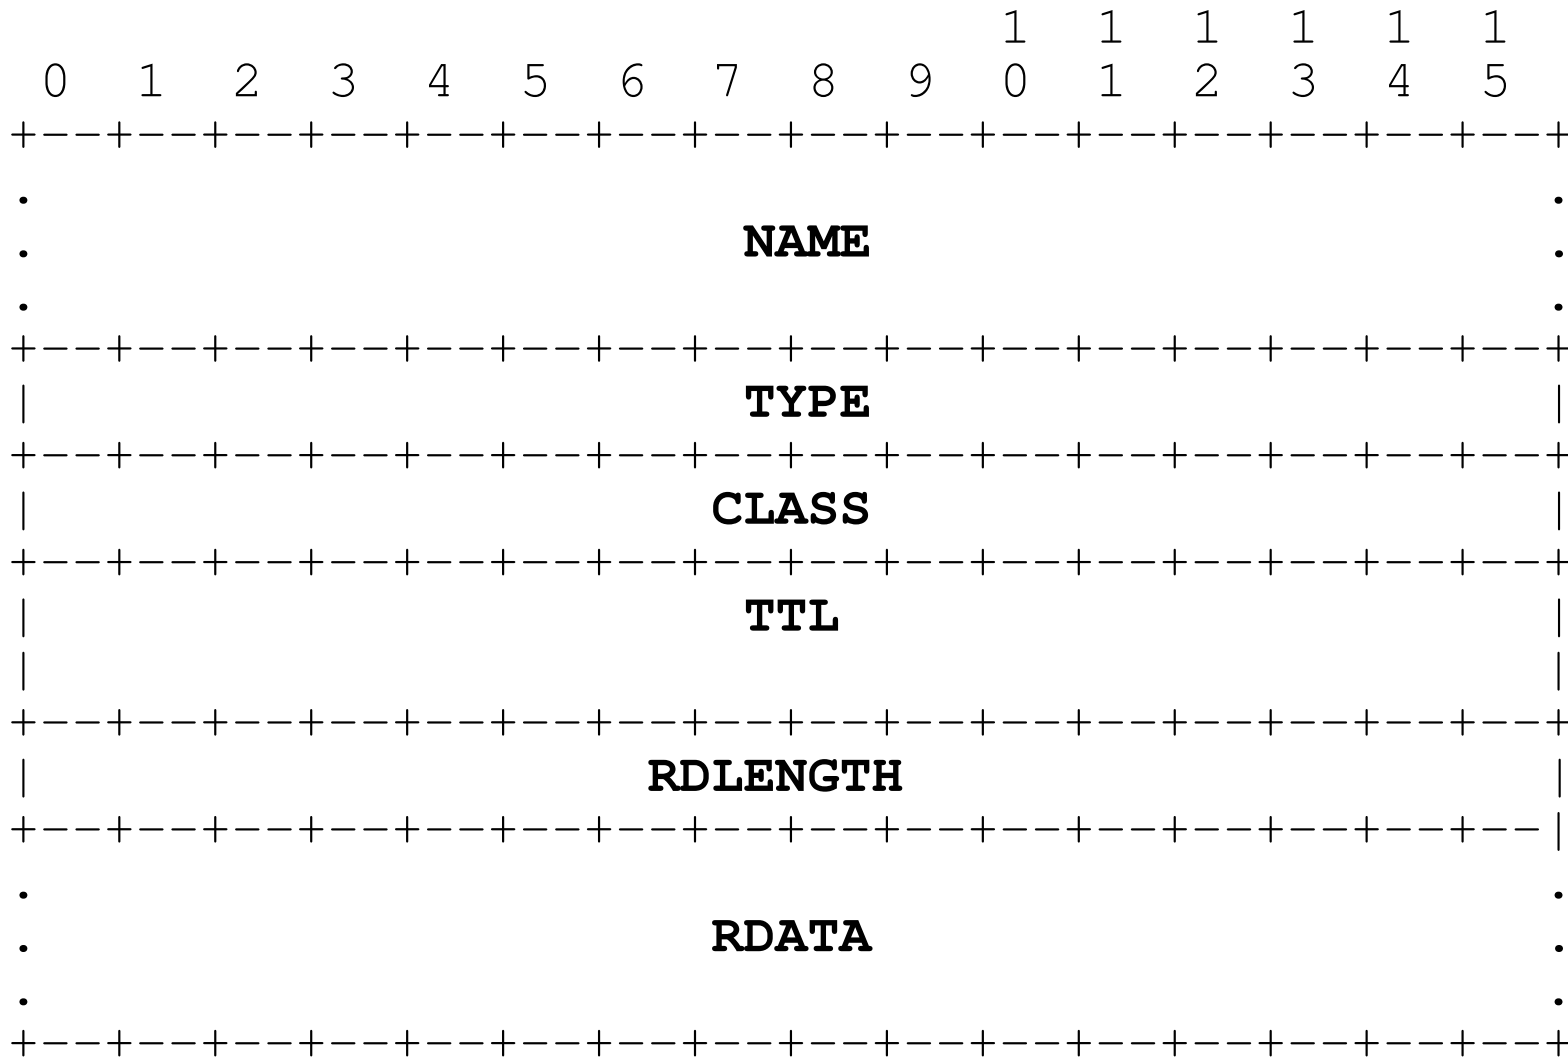 1  1  1  1  1  1
  0  1  2  3  4  5  6  7  8  9  0  1  2  3  4  5
+--+--+--+--+--+--+--+--+--+--+--+--+--+--+--+--+
.                                               .
.                      NAME                     .
.                                               .
+--+--+--+--+--+--+--+--+--+--+--+--+--+--+--+--+
|                      TYPE                     |
+--+--+--+--+--+--+--+--+--+--+--+--+--+--+--+--+
|                     CLASS                     |
+--+--+--+--+--+--+--+--+--+--+--+--+--+--+--+--+
|                      TTL                      |
|                                               |
+--+--+--+--+--+--+--+--+--+--+--+--+--+--+--+--+
|                   RDLENGTH                    |
+--+--+--+--+--+--+--+--+--+--+--+--+--+--+--+--|
.                                               .
.                     RDATA                     .
.                                               .
+--+--+--+--+--+--+--+--+--+--+--+--+--+--+--+--+